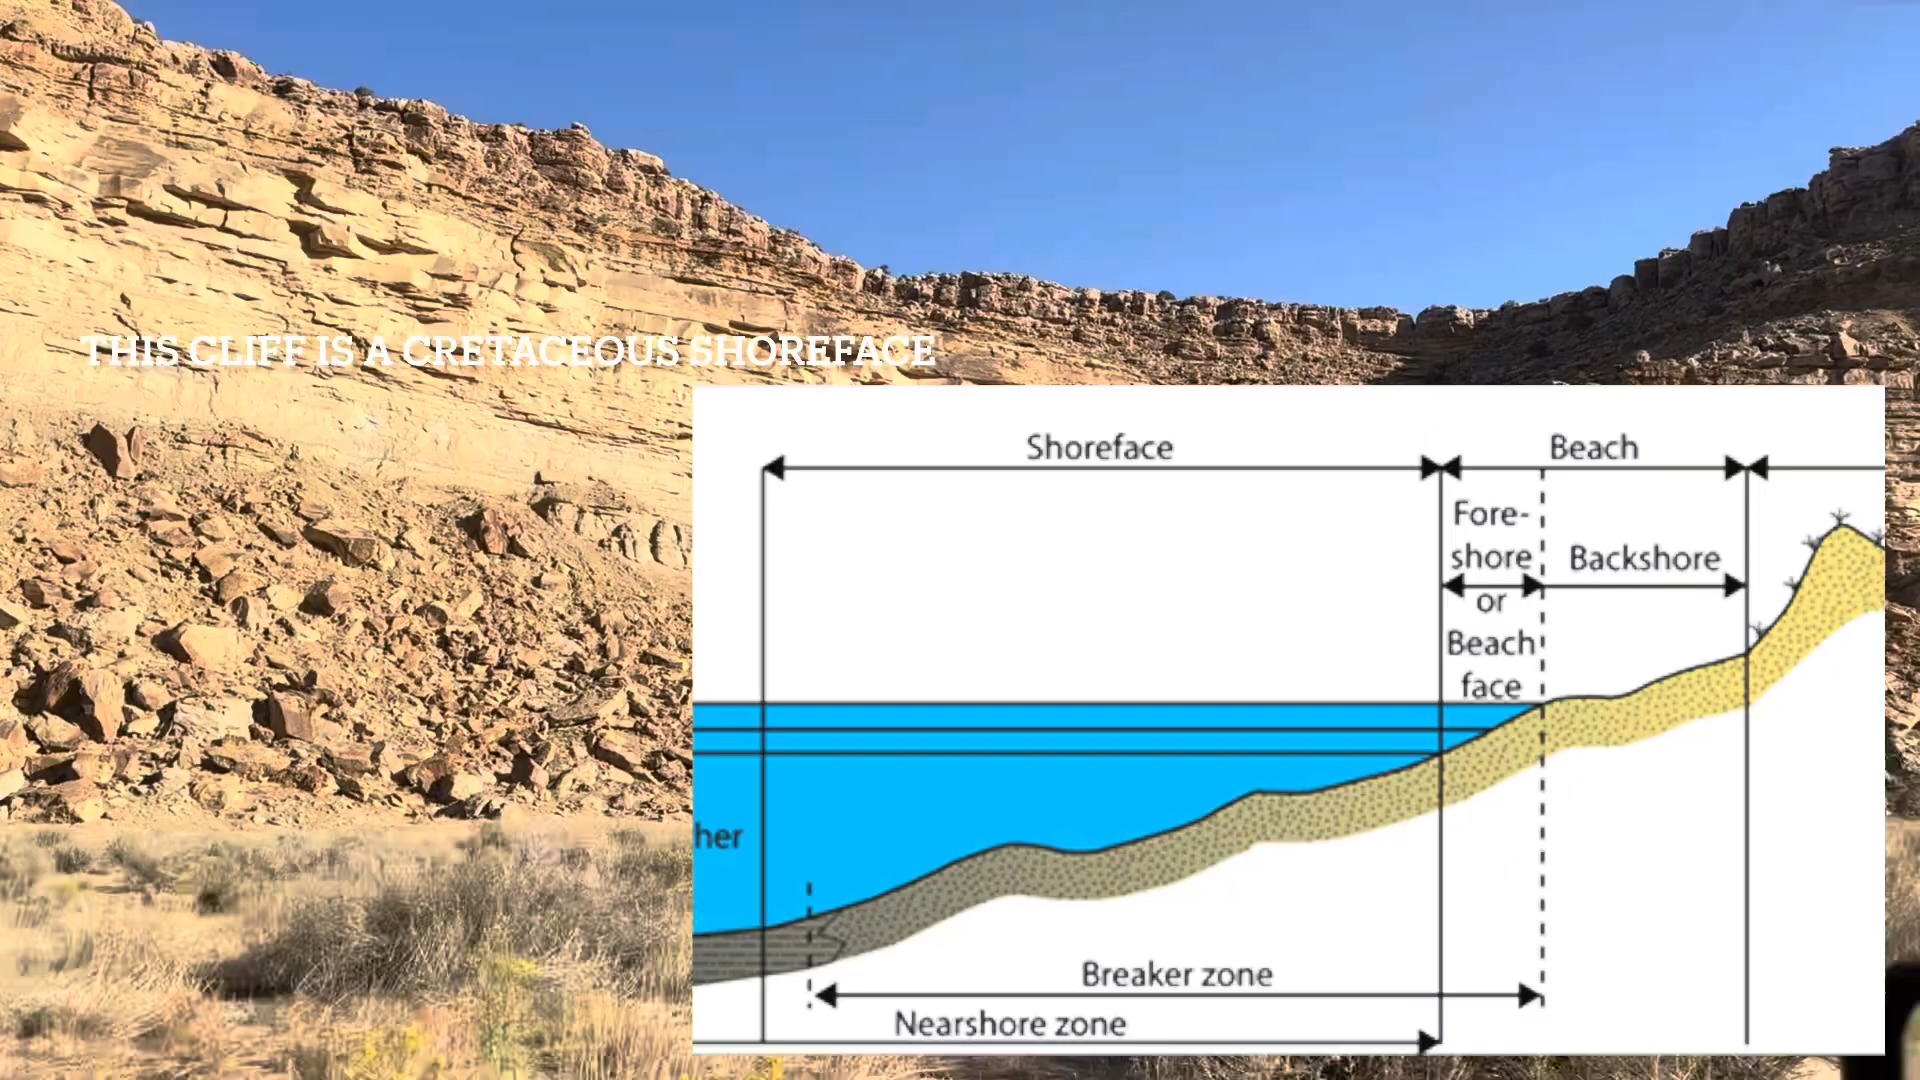 THIS CLIFF IS A CRETACEOUS SHOREFACE
Shoreface
Beach
Fore-
shore
or
Beach
face
Backshore
her
Breaker zone
Nearshore zone